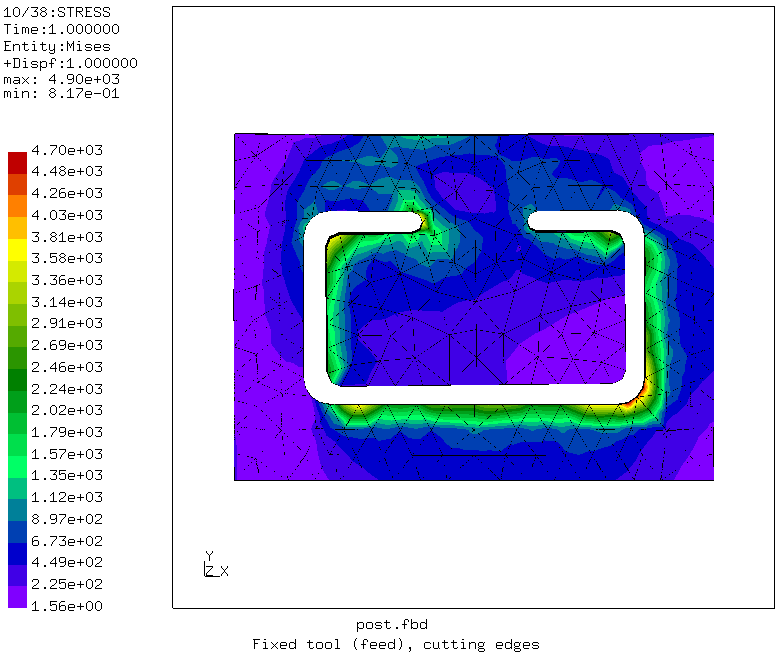 10/38:STRESS
Time:1.000000
Entity:Mises
+Dispf:1.000000
max: 4.90e+03
min: 8.17e-01
4.70e+03
4.48e+03
4.26e+03
4.03e+03
3.81e+03
3.58e+03
3.36e+03
3.14e+03
2.91e+03
2.69e+03
2.46e+03
2.24e+03
2.02e+03
1.79e+03
1.57e+03
1.35e+03
1.12e+03
8.97e+02
6.73e+02
4.49e+02
2.25e+02
1.56e+00
Y
Z X
post.fbd
Fixed tool (feed), cutting edges